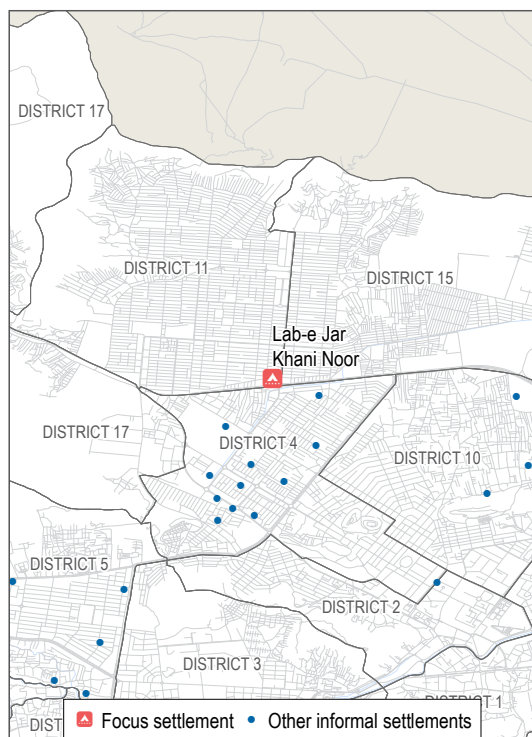 DISTRICT 17
DISTRICT 11
DISTRICT 15
Lab-e Jar
Khani Noor
DISTRICT 17
DISTRICT 4
DISTRICT 10
DISTRICT 5
DISTRICT 2
DISTRICT 3
DISTRICT 1
DIST
Focus settlement
Other informal settlements